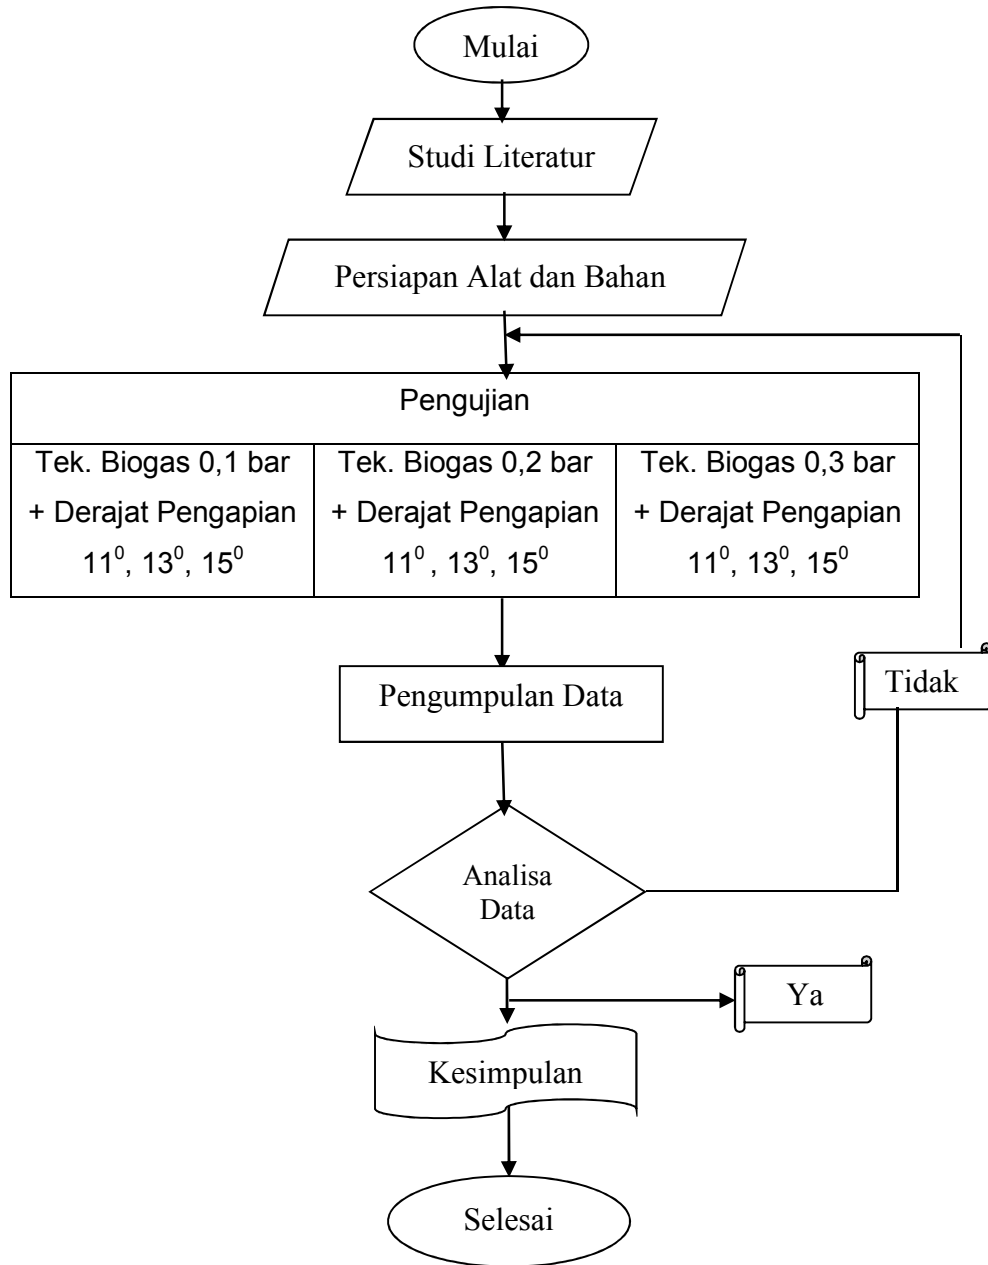 Mulai
Studi Literatur
Persiapan Alat dan Bahan
Pengujian
Tek. Biogas 0,1 bar
+ Derajat Pengapian
11⁰, 13⁰, 15⁰
Tek. Biogas 0,2 bar
+ Derajat Pengapian
11⁰, 13⁰, 15⁰
Tek. Biogas 0,3 bar
+ Derajat Pengapian
11⁰, 13⁰, 15⁰
Pengumpulan Data
Tidak
Analisa
Data
Ya
Kesimpulan
Selesai